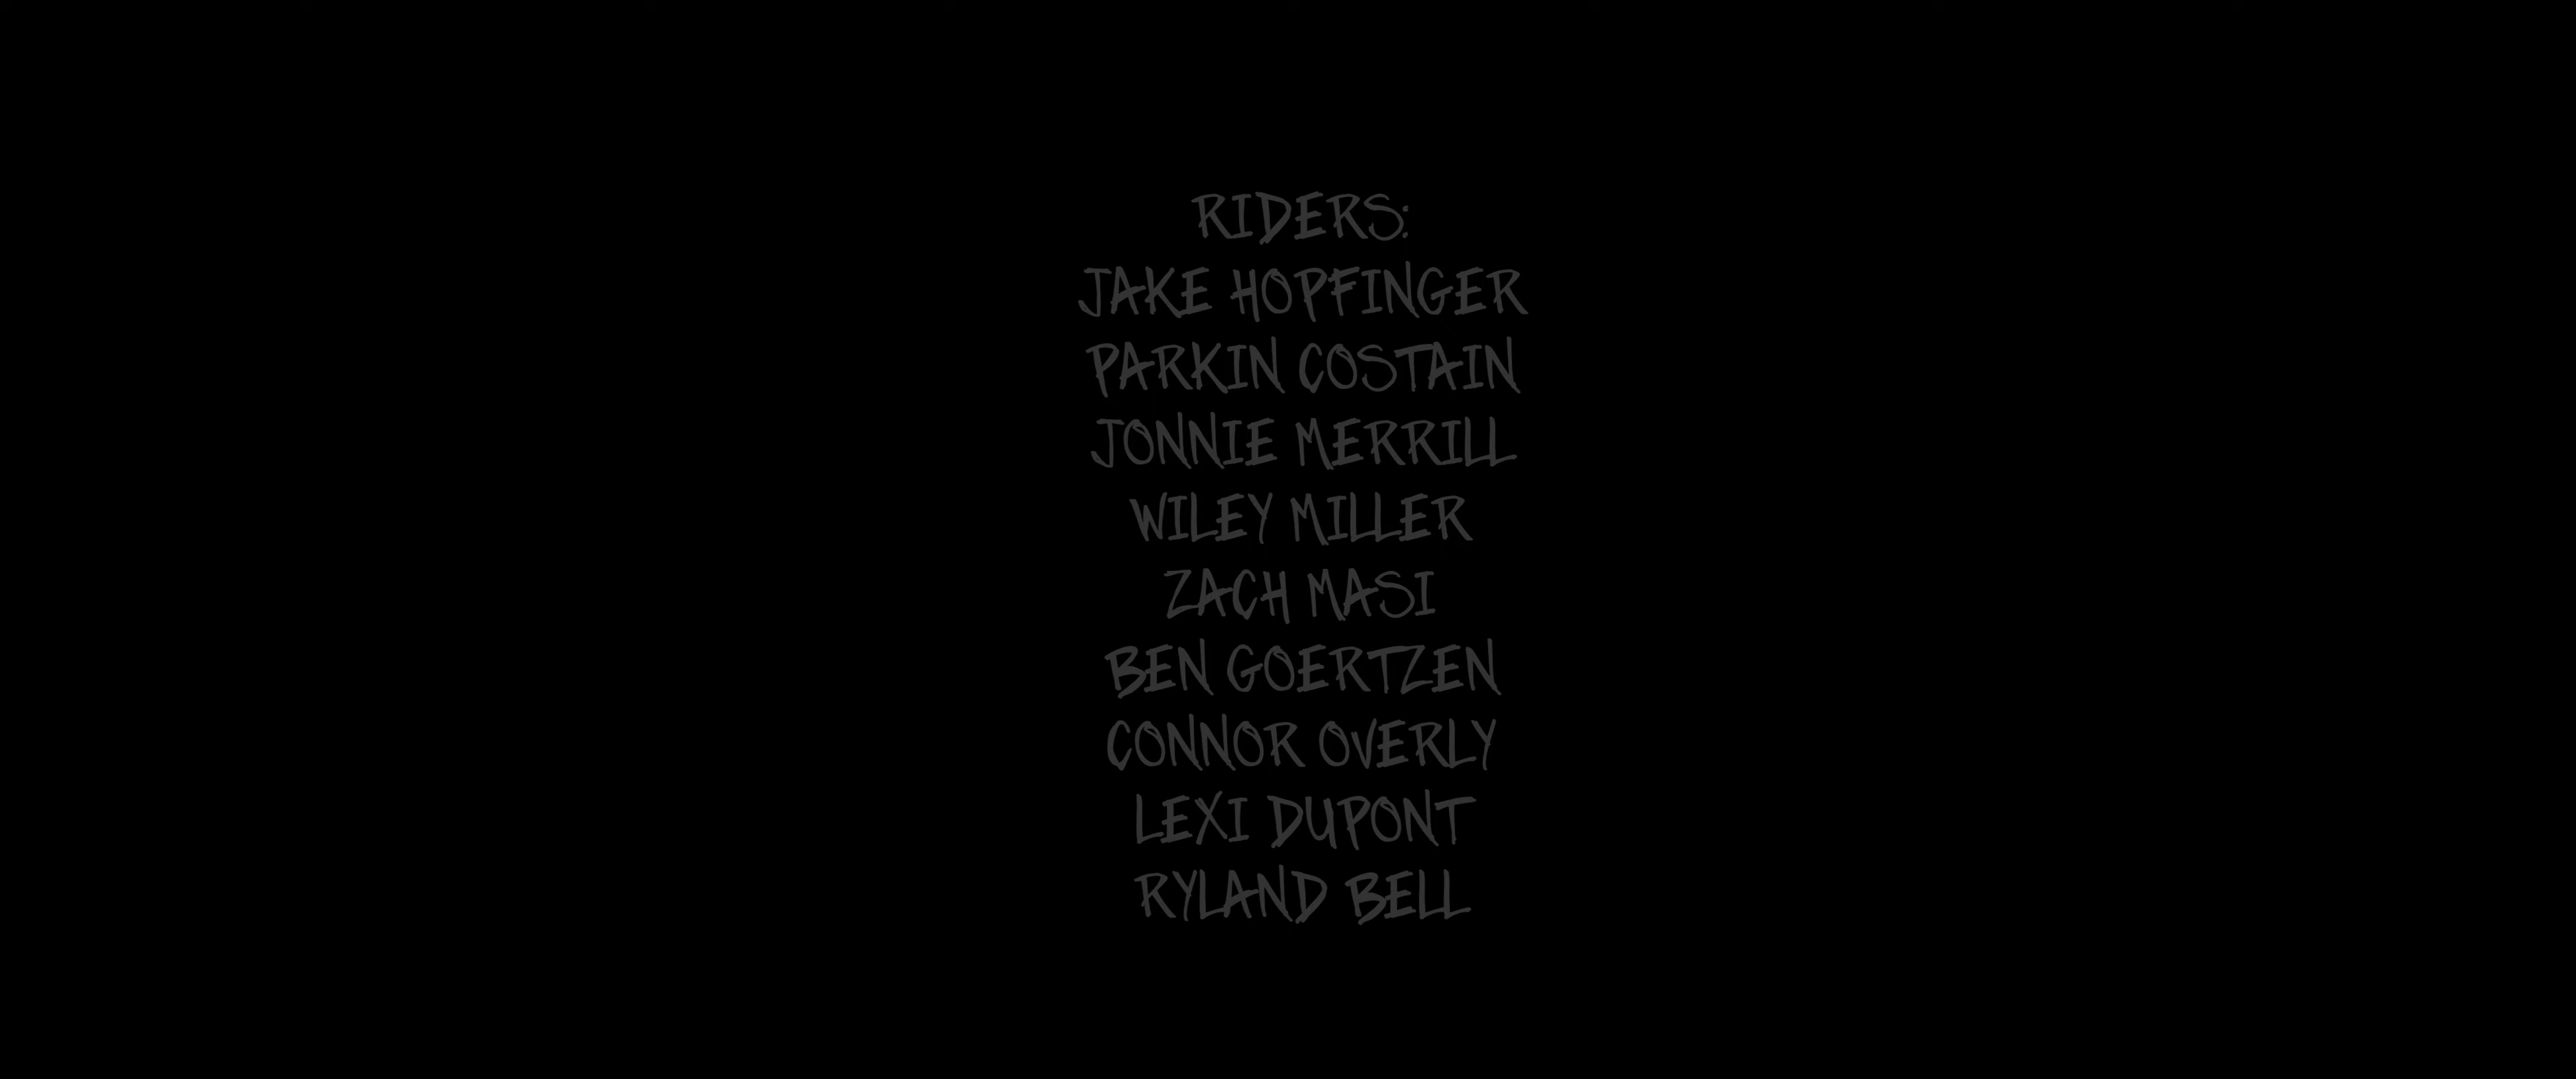 RIDERS:
JAKE HOPFINGER
PARKIN COSTAIN
JONNIE MERRILL
WILEY MILLER
ZACH MASI
BEN GOERTZEN
CONNOR OVERLY
LEXI DUPONT
RYLAND BELL